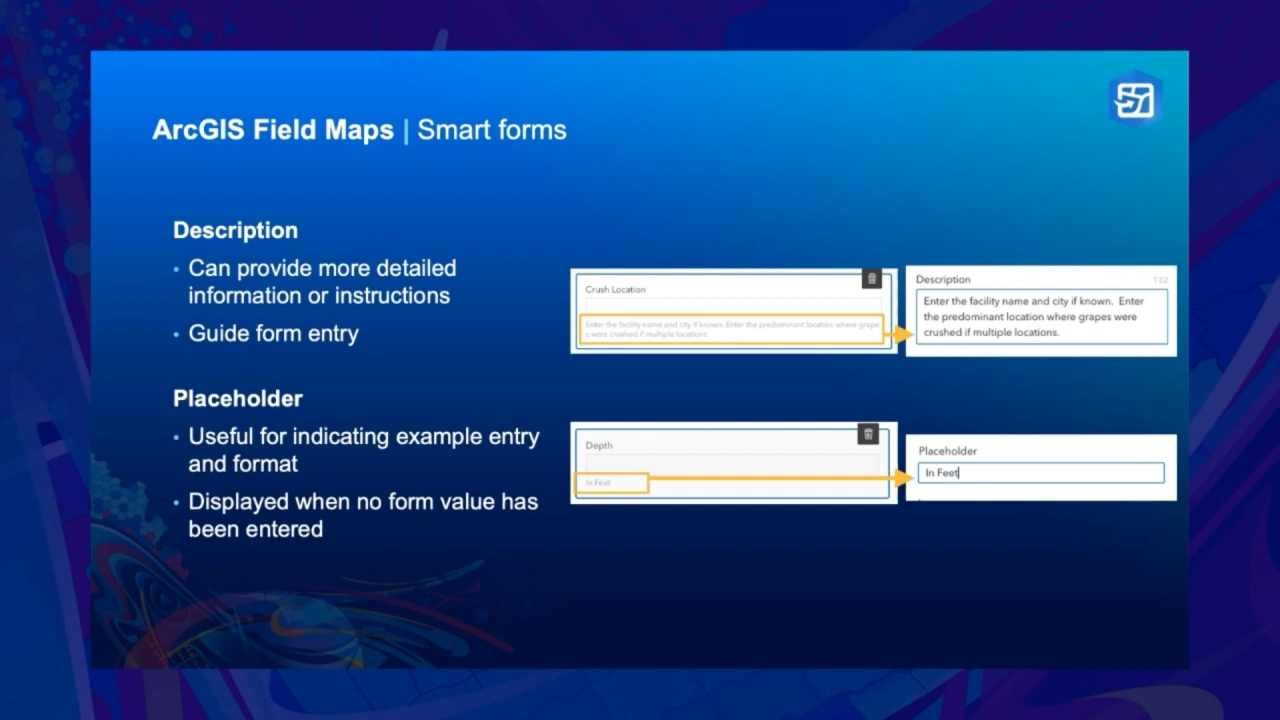 ArcGIS Field Maps | Smart forms
Description
• Can provide more detailed
information or instructions
• Guide form entry
Crush Location
Enter the facility name and city if known. Enter the predominant location where grape
s were crushed if multiple locations.
Description 132
Enter the facility name and city if known. Enter
the predominant location where grapes were
crushed if multiple locations.
Placeholder
• Useful for indicating example entry
and format
• Displayed when no form value has
been entered
Depth
In Feet
Placeholder
In Feet